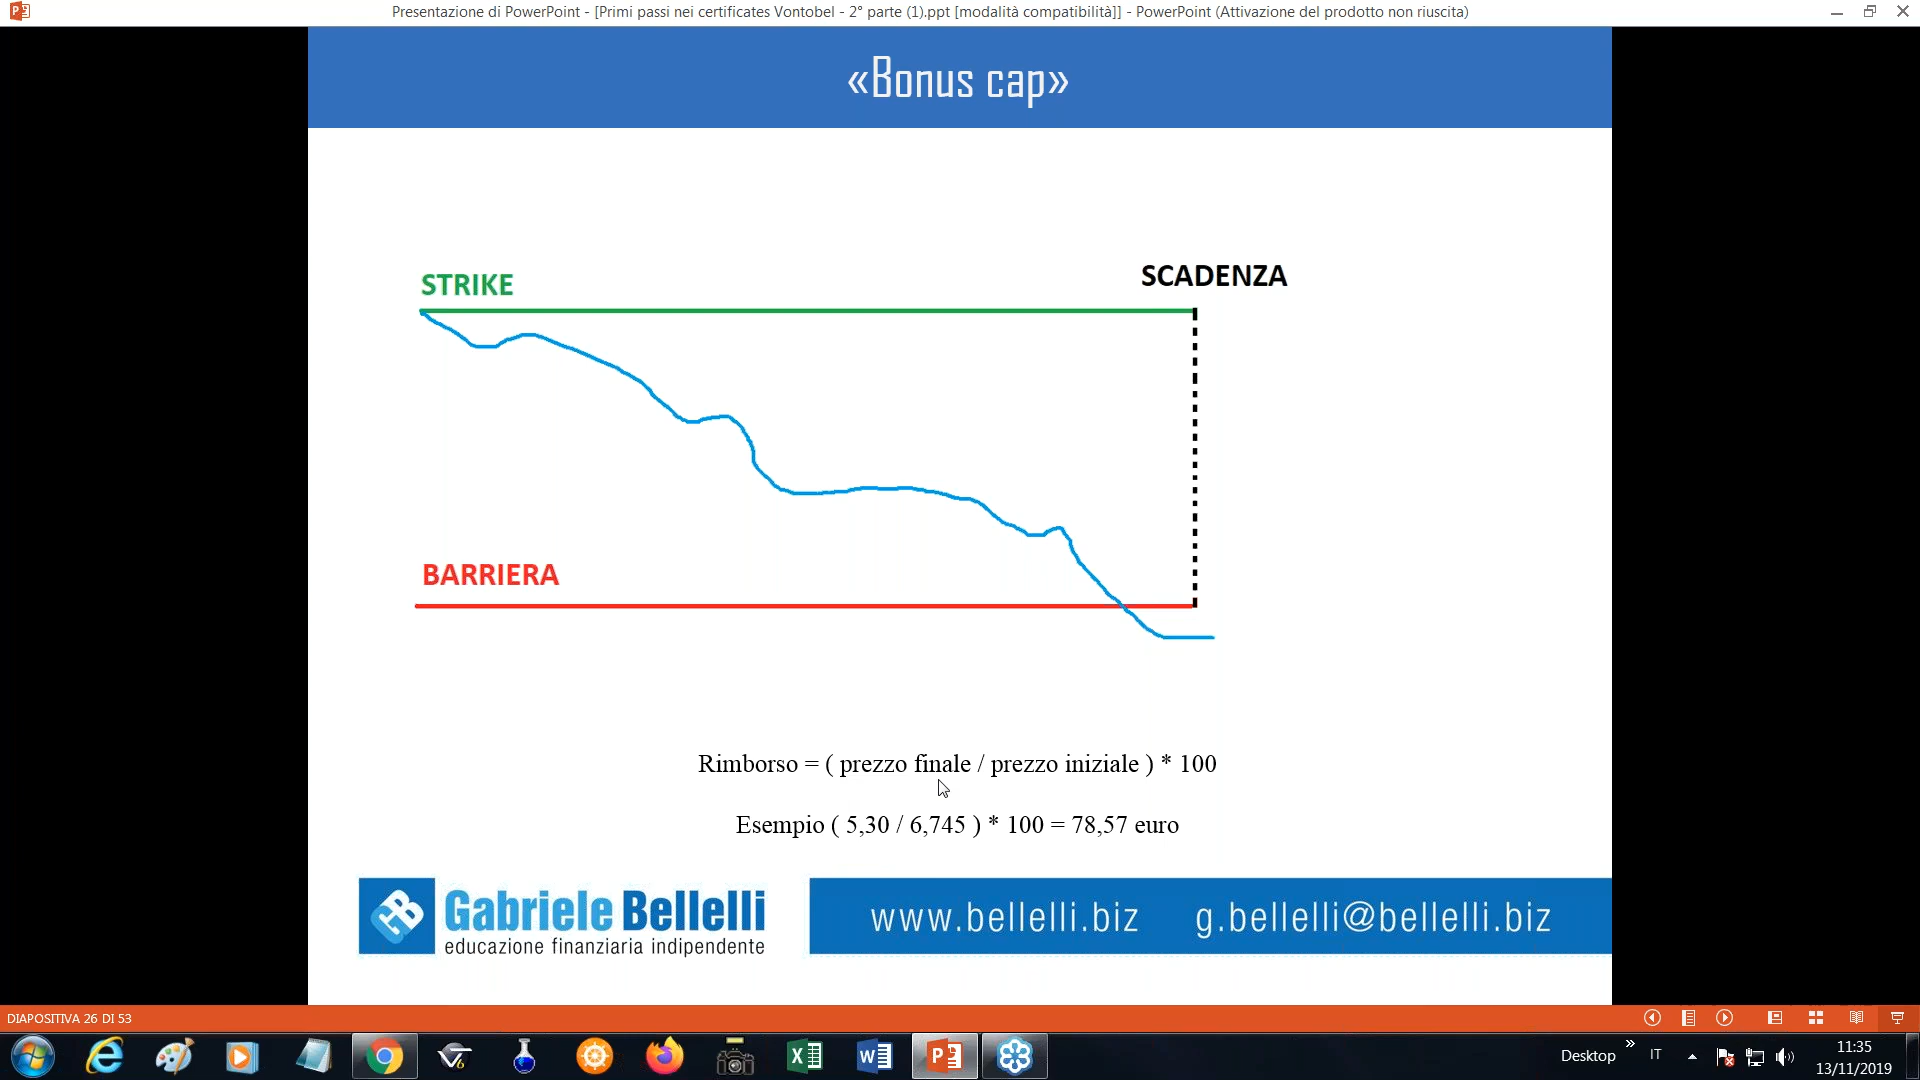 Presentazione di PowerPoint - [Primi passi nei certificates Vontobel - 2° parte (1).ppt [modalità compatibilità]] - PowerPoint (Attivazione del prodotto non riuscita)
«Bonus cap»
STRIKE
SCADENZA
BARRIERA
Rimborso = ( prezzo finale / prezzo iniziale ) * 100
Esempio ( 5,30 / 6,745 ) * 100 = 78,57 euro
Gabriele Bellelli
educazione finanziaria indipendente
www.bellelli.biz g.bellelli@bellelli.biz
DIAPOSITIVA 26 DI 53
Desktop » IT 11:35
13/11/2019